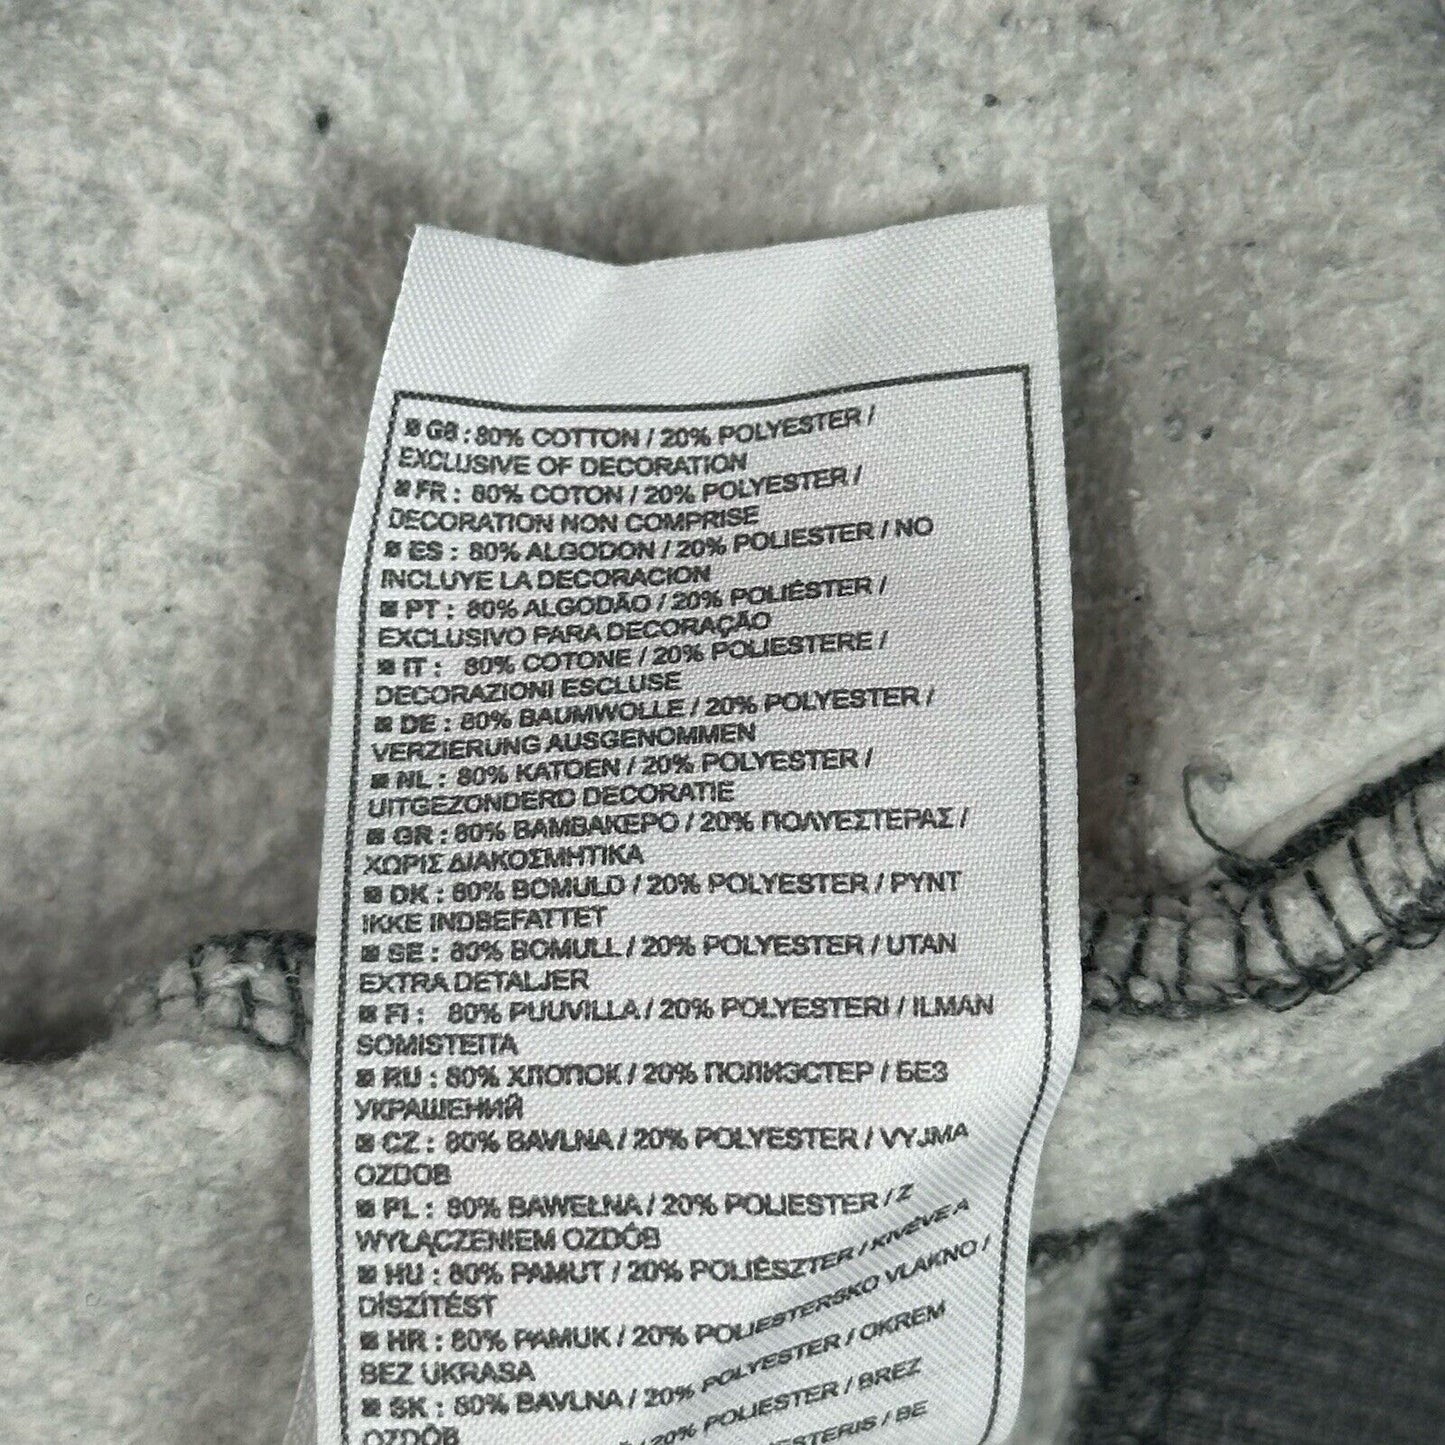 GB : 80% COTTON / 20% POLYESTER /
EXCLUSIVE OF DECORATION
FR : 80% COTON / 20% POLYESTER /
DECORATION NON COMPRISE
ES : 80% ALGODON / 20% POLIESTER / NO
INCLUYE LA DECORACION
PT : 80% ALGODÃO / 20% POLIÉSTER /
EXCLUSIVO PARA DECORAÇÃO
IT : 80% COTONE / 20% POLIESTERE /
DECORAZIONI ESCLUSE
DE : 80% BAUMWOLLE / 20% POLYESTER /
VERZIERUNG AUSGENOMMEN
NL : 80% KATOEN / 20% POLYESTER /
UITGEZONDERD DECORATIE
GR : 80% ΒΑΜΒΑΚΕΡΟ / 20% ΠΟΛΥΕΣΤΕΡΑΣ /
ΧΩΡΙΣ ΔΙΑΚΟΣΜΗΤΙΚΑ
DK : 80% BOMULD / 20% POLYESTER / PYNT
IKKE INDBEFATTET
SE : 80% BOMULL / 20% POLYESTER / UTAN
EXTRA DETALJER
FI : 80% PUUVILLA / 20% POLYESTERI / ILMAN
SOMISTEITA
RU : 80% ХЛОПОК / 20% ПОЛИЭСТЕР / БЕЗ
УКРАШЕНИЙ
CZ : 80% BAVLNA / 20% POLYESTER / VYJMA
OZDOB
PL : 80% BAWEŁNA / 20% POLIESTER / Z
WYŁĄCZENIEM OZDÓB
HU : 80% PAMUT / 20% POLIÉSZTER / KIVÉVE A
DÍSZÍTÉST
HR : 80% PAMUK / 20% POLIESTERSKO VLAKNO /
BEZ UKRASA
SK : 80% BAVLNA / 20% POLYESTER / OKREM
OZDÔB
20% POLIESTER / BREZ
/ BE